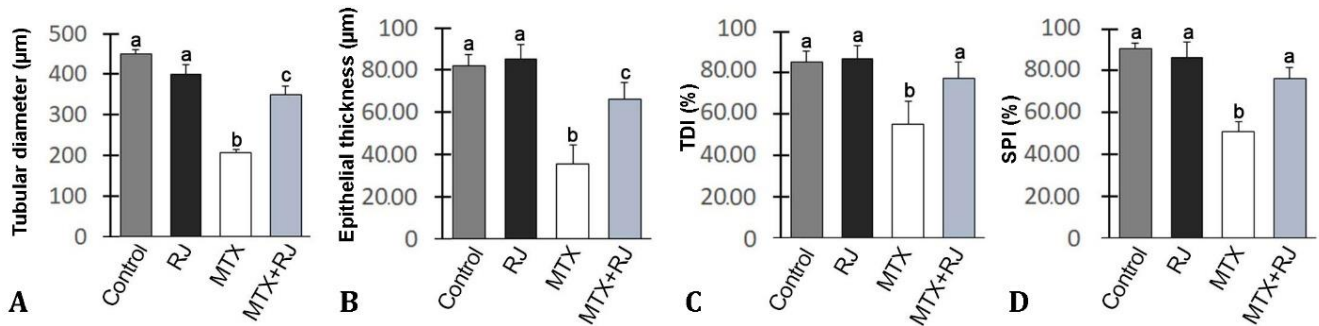 Tubular diameter (µm)
500
400
300
200
100
0
a
a
b
c
Control
RJ
MTX
MTX+RJ
A
Epithelial thickness (µm)
100
80.00
60.00
40.00
20.00
0
a
a
b
c
Control
RJ
MTX
MTX+RJ
B
TDI (%)
100
80.00
60.00
40.00
20.00
0
a
a
b
a
Control
RJ
MTX
MTX+RJ
C
SPI (%)
100
80.00
60.00
40.00
20.00
0
a
a
b
a
Control
RJ
MTX
MTX+RJ
D